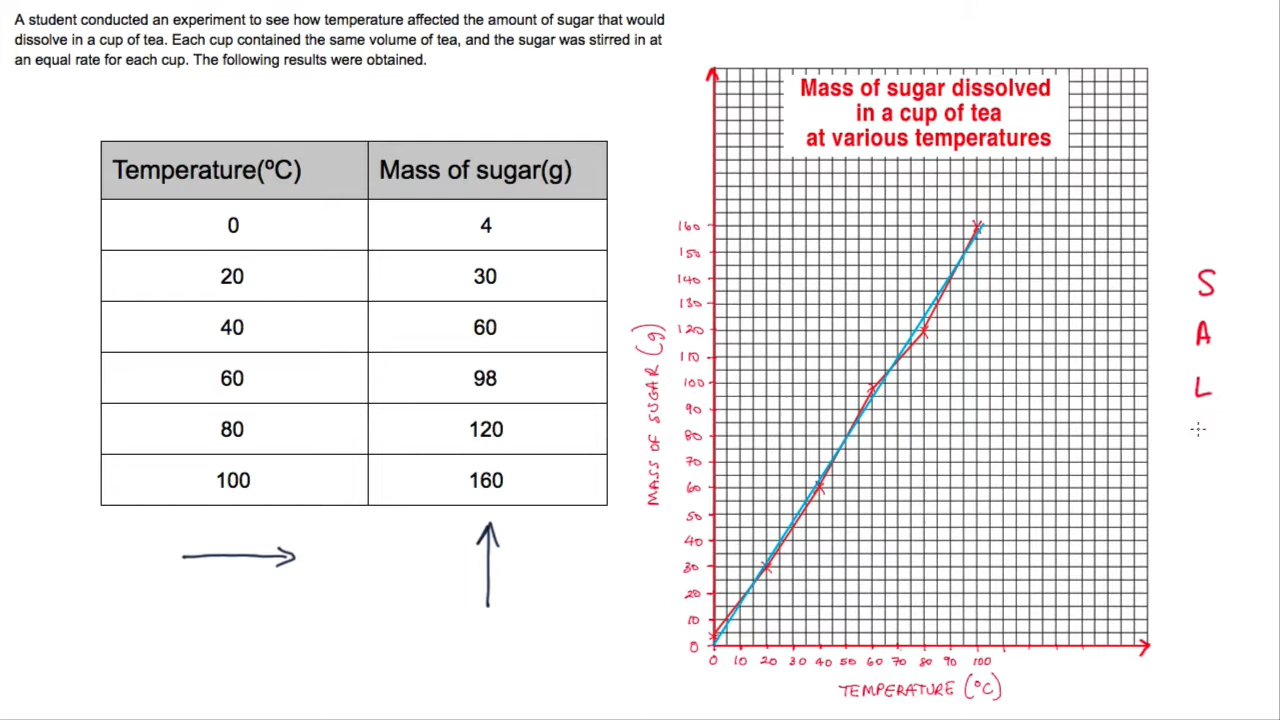 A student conducted an experiment to see how temperature affected the amount of sugar that would
dissolve in a cup of tea. Each cup contained the same volume of tea, and the sugar was stirred in at
an equal rate for each cup. The following results were obtained.
Temperature(ºC) Mass of sugar(g)
0 4
20 30
40 60
60 98
80 120
100 160
Mass of sugar dissolved
in a cup of tea
at various temperatures
160
150
140
130
120
110
100
90
80
70
60
50
40
30
20
10
0
MASS OF SUGAR (g)
0 10 20 30 40 50 60 70 80 90 100
TEMPERATURE (ºC)
S
A
L